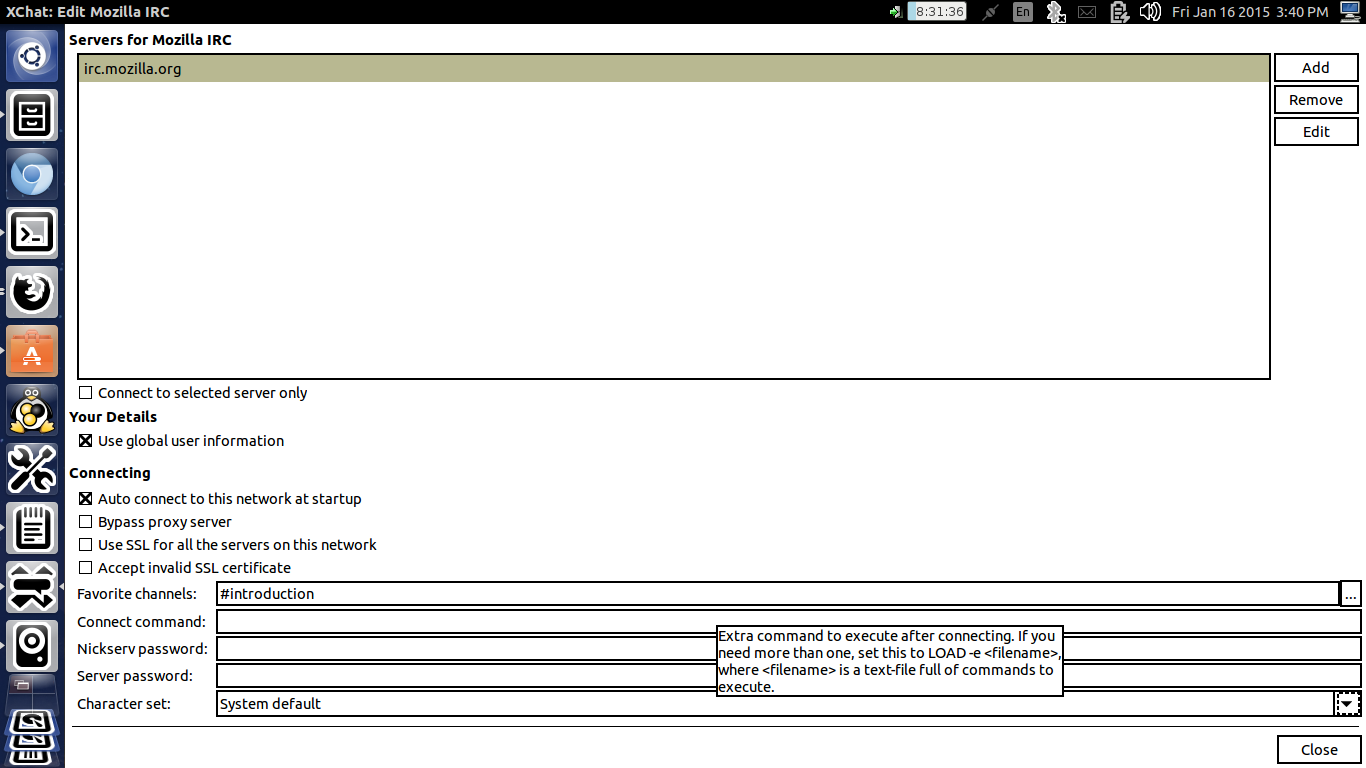 XChat: Edit Mozilla IRC
8:31:36
En
Fri Jan 16 2015 3:40 PM
Servers for Mozilla IRC
irc.mozilla.org
Add
Remove
Edit
Connect to selected server only
Your Details
Use global user information
Connecting
Auto connect to this network at startup
Bypass proxy server
Use SSL for all the servers on this network
Accept invalid SSL certificate
Favorite channels: #introduction ...
Connect command:
Nickserv password:
Server password:
Extra command to execute after connecting. If you
need more than one, set this to LOAD -e <filename>,
where <filename> is a text-file full of commands to
execute.
Character set: System default
Close